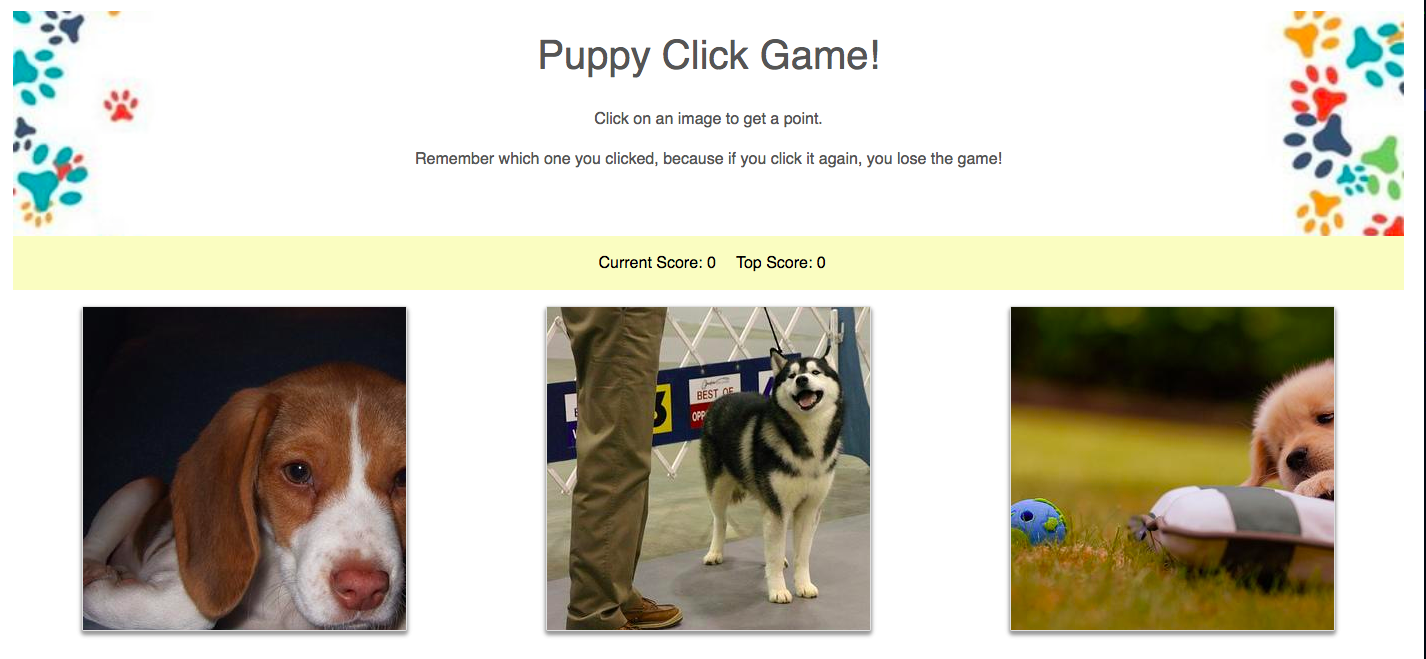 Puppy Click Game!
Click on an image to get a point.
Remember which one you clicked, because if you click it again, you lose the game!
Current Score: 0 Top Score: 0
BEST OF